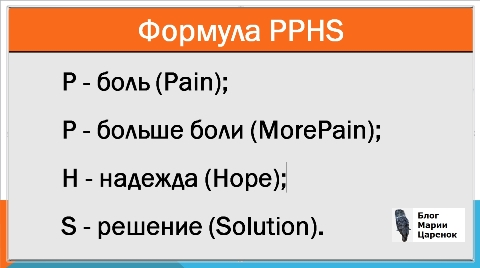 Формула PPHS
P - боль (Pain);
P - больше боли (MorePain);
H - надежда (Hope);
S - решение (Solution).
Блог
Марии
Царенок